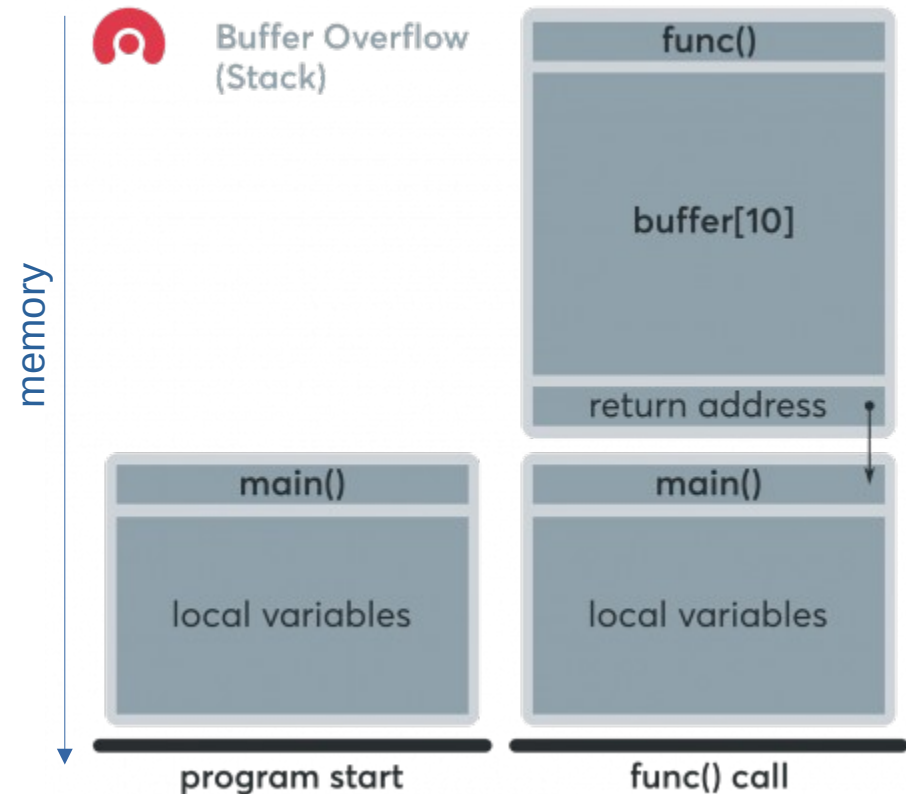 memory
Buffer Overflow
(Stack)
func()
buffer[10]
return address
main()
local variables
main()
local variables
program start
func() call